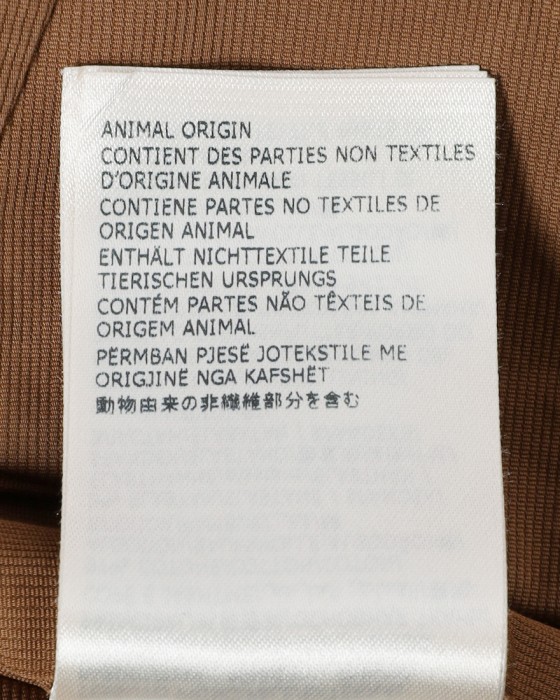 ANIMAL ORIGIN
CONTIENT DES PARTIES NON TEXTILES
D'ORIGINE ANIMALE
CONTIENE PARTES NO TEXTILES DE
ORIGEN ANIMAL
ENTHÄLT NICHTTEXTILE TEILE
TIERISCHEN URSPRUNGS
CONTÉM PARTES NÃO TÊXTEIS DE
ORIGEM ANIMAL
PËRMBAN PJESË JOTEKSTILE ME
ORIGJINË NGA KAFSHËT
動物由来の非繊維部分を含む